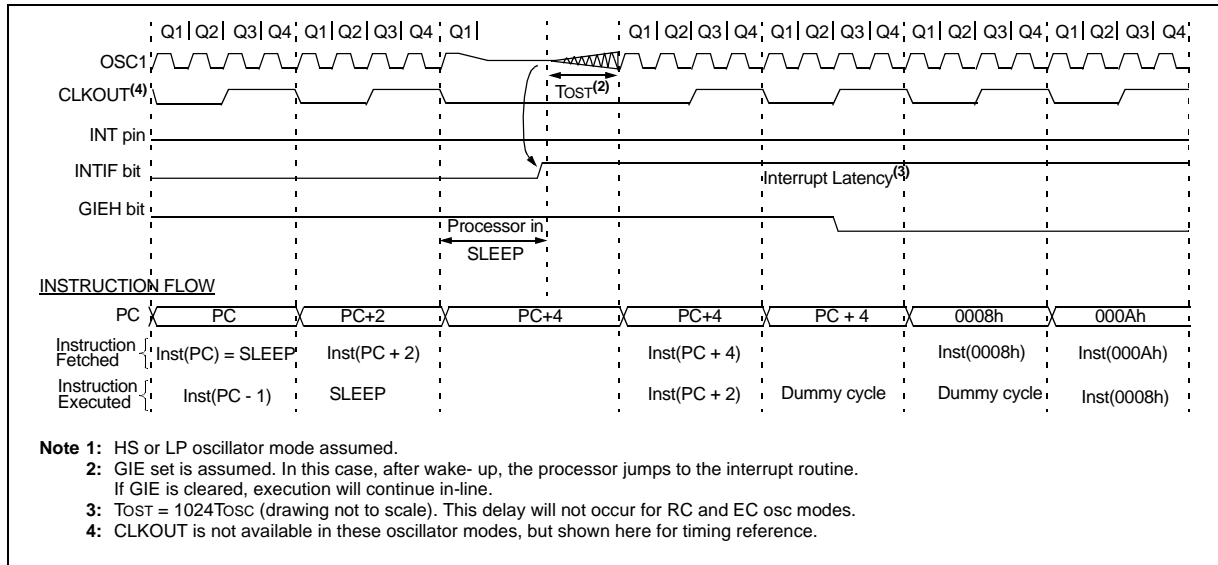 Q1 Q2 Q3 Q4 Q1 Q2 Q3 Q4 Q1 Q1 Q2 Q3 Q4 Q1 Q2 Q3 Q4 Q1 Q2 Q3 Q4 Q1 Q2 Q3 Q4
OSC1
TOST(2)
CLKOUT(4)
INT pin
INTIF bit
Interrupt Latency(3)
GIEH bit
Processor in
SLEEP
INSTRUCTION FLOW
PC PC PC+2 PC+4 PC+4 PC + 4 0008h 000Ah
Instruction
Fetched
Inst(PC) = SLEEP Inst(PC + 2) Inst(PC + 4) Inst(0008h) Inst(000Ah)
Instruction
Executed
Inst(PC - 1) SLEEP Inst(PC + 2) Dummy cycle Dummy cycle Inst(0008h)
Note 1: HS or LP oscillator mode assumed.
2: GIE set is assumed. In this case, after wake- up, the processor jumps to the interrupt routine.
If GIE is cleared, execution will continue in-line.
3: TOST = 1024TOSC (drawing not to scale). This delay will not occur for RC and EC osc modes.
4: CLKOUT is not available in these oscillator modes, but shown here for timing reference.